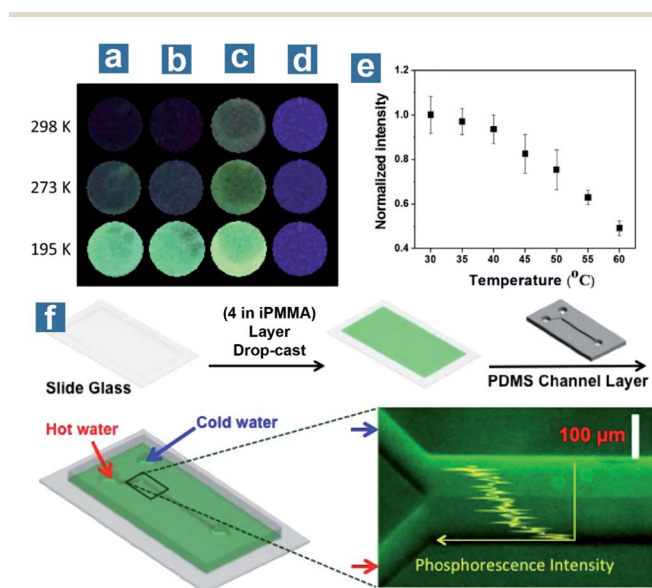 a b c d
298 K
273 K
195 K
e
Normalized intensity
1.2
1.0
0.8
0.6
0.4
30 35 40 45 50 55 60
Temperature (⁰C)
f
(4 in iPMMA)
Layer
Drop-cast
Slide Glass
PDMS Channel Layer
Hot water
Cold water
100 μm
Phosphorescence Intensity